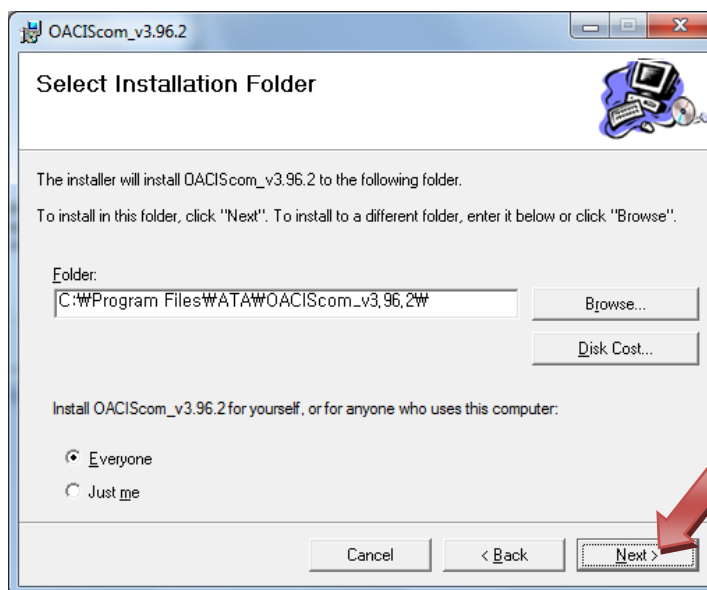 OACIScom_v3.96.2
Select Installation Folder
The installer will install OACIScom_v3.96.2 to the following folder.
To install in this folder, click "Next". To install to a different folder, enter it below or click "Browse".
Folder:
C:₩Program Files₩ATA₩OACIScom_v3,96,2₩
Browse...
Disk Cost...
Install OACIScom_v3.96.2 for yourself, or for anyone who uses this computer:
Everyone
Just me
Cancel
< Back
Next >